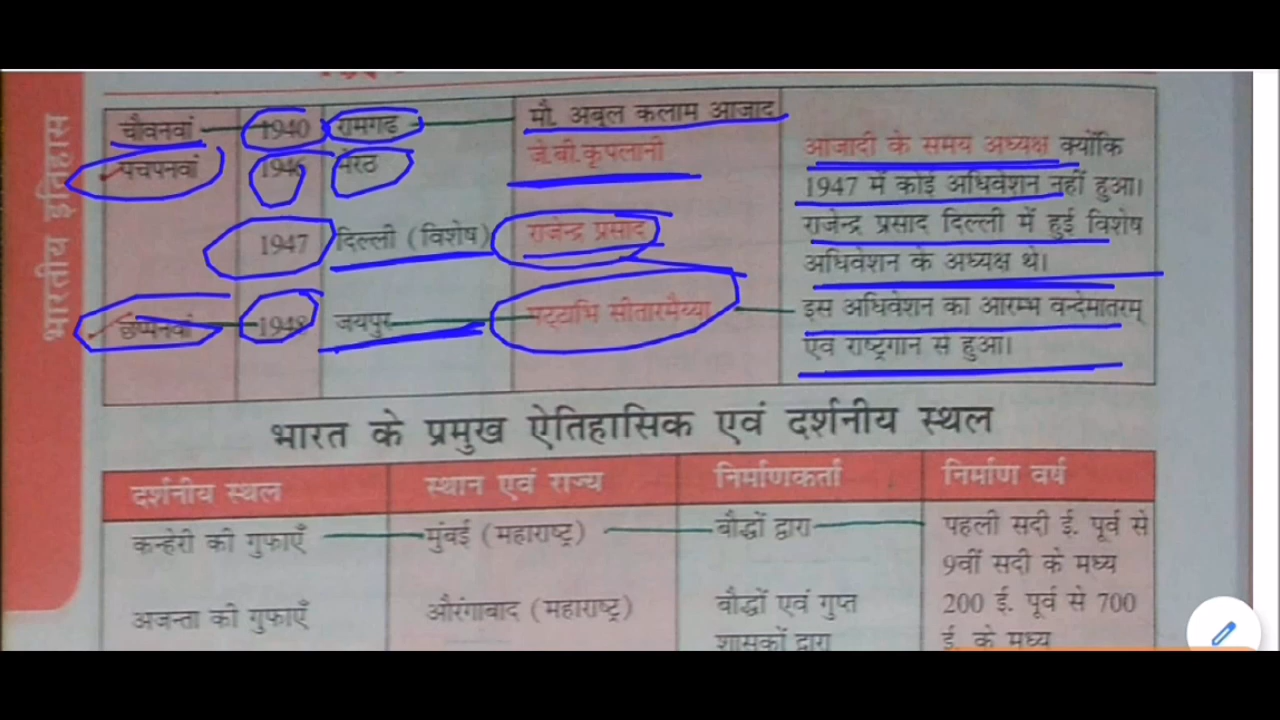 भारतीय इतिहास
चौवनवां 1940 रामगढ़ मौ. अबुल कलाम आजाद
पचपनवां 1946 मेरठ जे.बी.कृपलानी आजादी के समय अध्यक्ष क्योंकि
1947 में कोई अधिवेशन नहीं हुआ।
1947 दिल्ली (विशेष) राजेन्द्र प्रसाद राजेन्द्र प्रसाद दिल्ली में हुई विशेष
अधिवेशन के अध्यक्ष थे।
छप्पनवां 1948 जयपुर पट्टाभि सीतारमैय्या इस अधिवेशन का आरम्भ वन्देमातरम्
एवं राष्ट्रगान से हुआ।
भारत के प्रमुख ऐतिहासिक एवं दर्शनीय स्थल
दर्शनीय स्थल स्थान एवं राज्य निर्माणकर्ता निर्माण वर्ष
कन्हेरी की गुफाएँ मुंबई (महाराष्ट्र) बौद्धों द्वारा पहली सदी ई. पूर्व से
9वीं सदी के मध्य
अजन्ता की गुफाएँ औरंगाबाद (महाराष्ट्र) बौद्धों एवं गुप्त 200 ई. पूर्व से 700
शासकों द्वारा ई. के मध्य